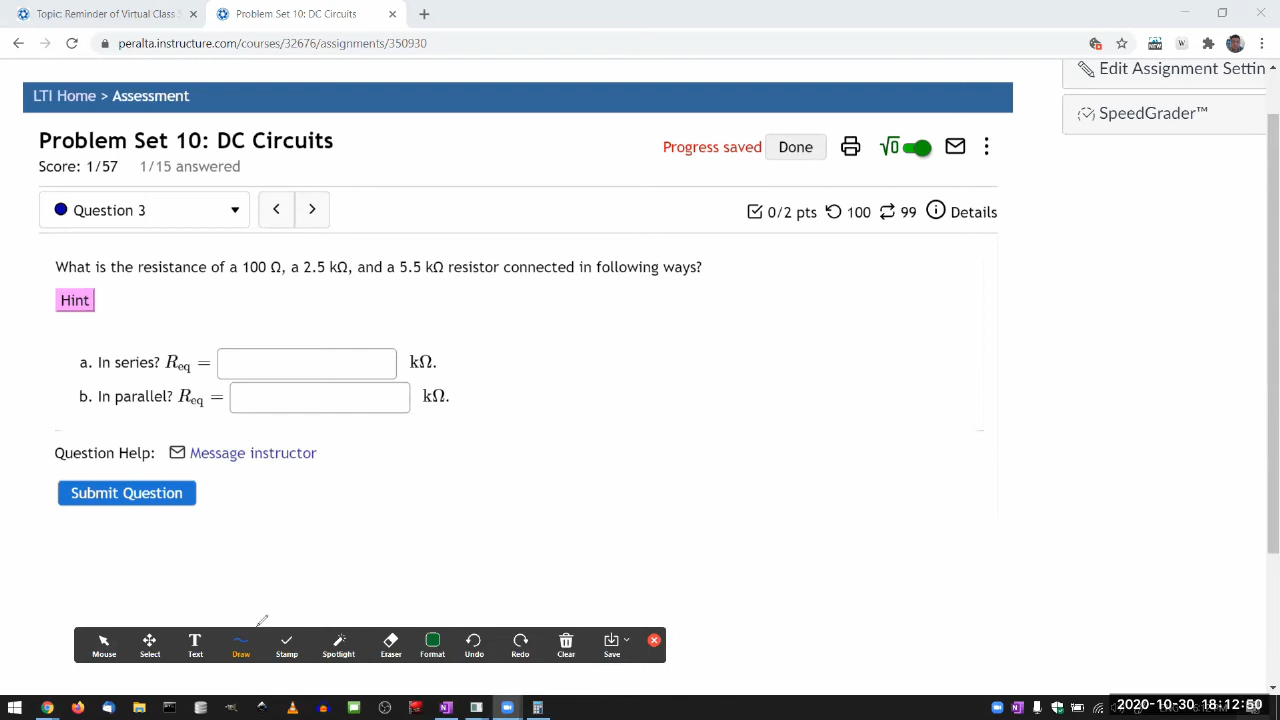 Topic: Reminder of Virtual Class
Problem Set 10: DC Circuits
peralta.instructure.com/courses/32676/assignments/350930
Edit Assignment Settin
SpeedGrader™
LTI Home > Assessment
Problem Set 10: DC Circuits
Score: 1/57 1/15 answered
Progress saved Done √0
Question 3 < >
0/2 pts 100 99 Details
What is the resistance of a 100 Ω, a 2.5 kΩ, and a 5.5 kΩ resistor connected in following ways?
Hint
a. In series? Req = kΩ.
b. In parallel? Req = kΩ.
Question Help: Message instructor
Submit Question
Mouse Select Text Draw Stamp Spotlight Eraser Format Undo Redo Clear Save
2020-10-30 18:12:50